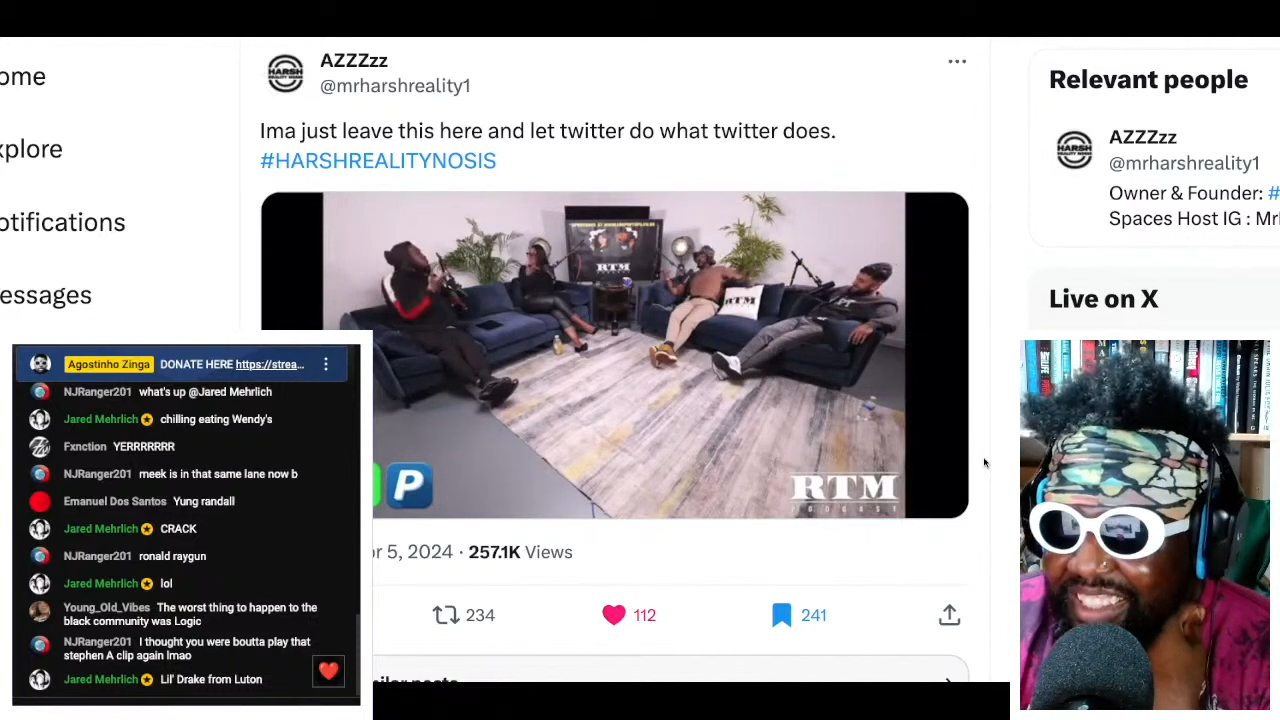 ome
xplore
otifications
essages
AZZZzz
@mrharshreality1
Ima just leave this here and let twitter do what twitter does.
#HARSHREALITYNOSIS
HARSH
RTM
RTM
P
RTM
PODCAST
r 5, 2024 · 257.1K Views
234
112
241
Relevant people
AZZZzz
@mrharshreality1
Owner & Founder: #
Spaces Host IG : Mr
Live on X
Agostinho Zinga DONATE HERE https://strea...
NJRanger201 what's up @Jared Mehrlich
Jared Mehrlich chilling eating Wendy's
Fxnction YERRRRRRR
NJRanger201 meek is in that same lane now b
Emanuel Dos Santos Yung randall
Jared Mehrlich CRACK
NJRanger201 ronald raygun
Jared Mehrlich lol
Young_Old_Vibes The worst thing to happen to the
black community was Logic
NJRanger201 I thought you were boutta play that
stephen A clip again lmao
Jared Mehrlich Lil' Drake from Luton